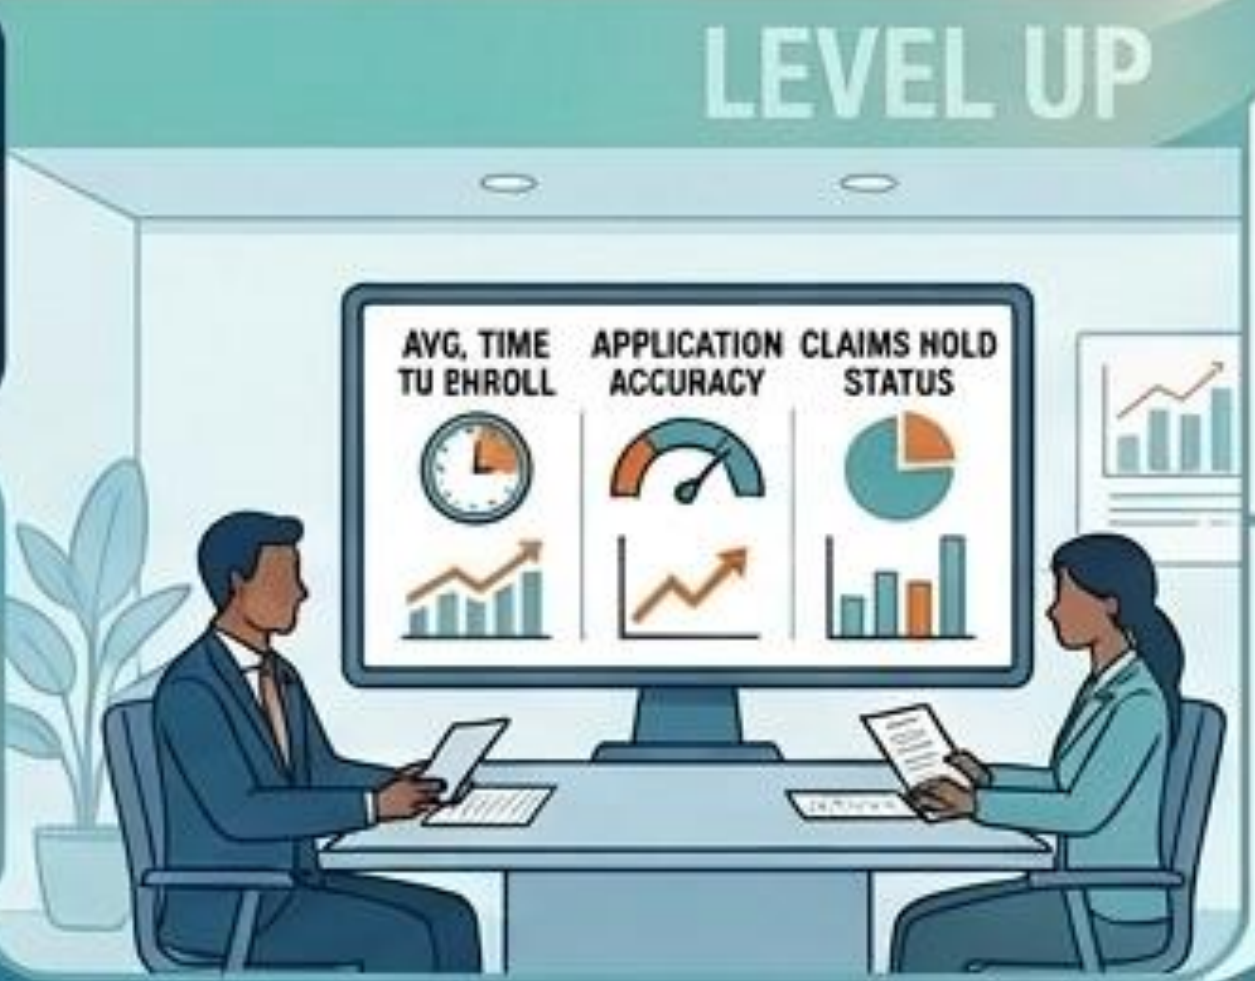 LEVEL UP
AVG, TIME
TU EHROLL
APPLICATION
ACCURACY
CLAIMS HOLD
STATUS